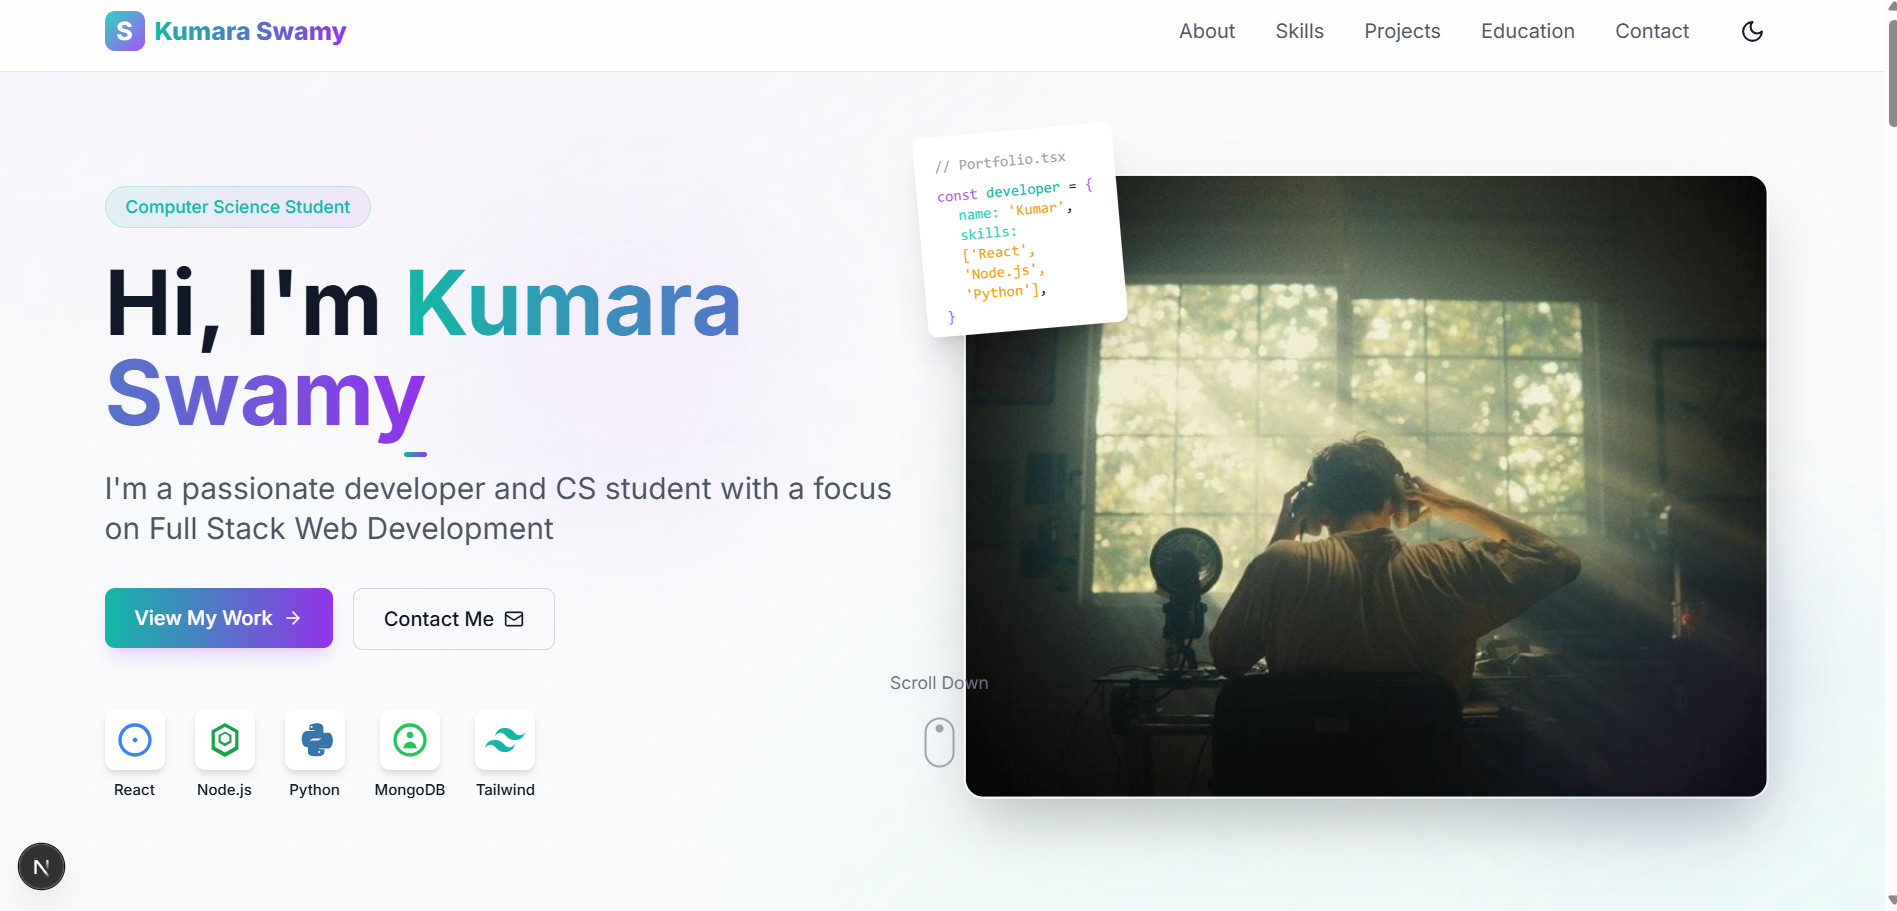 S Kumara Swamy
About Skills Projects Education Contact
Computer Science Student
Hi, I'm Kumara
Swamy
I'm a passionate developer and CS student with a focus
on Full Stack Web Development
View My Work
Contact Me
React Node.js Python MongoDB Tailwind
// Portfolio.tsx
const developer = {
name: 'Kumar',
skills:
['React',
'Node.js',
'Python'],
}
Scroll Down
N